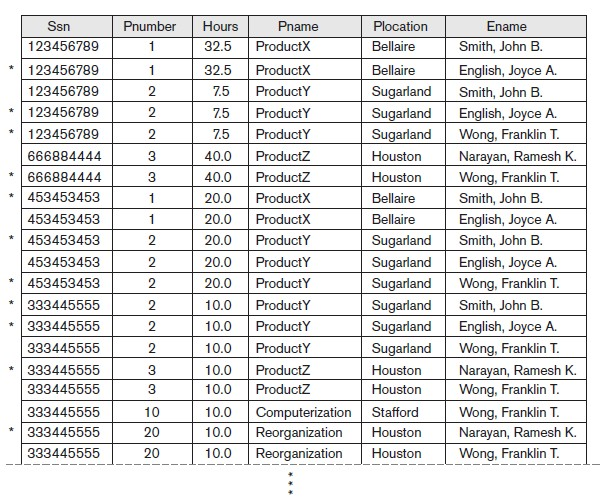 Ssn Pnumber Hours Pname Plocation Ename
123456789 1 32.5 ProductX Bellaire Smith, John B.
* 123456789 1 32.5 ProductX Bellaire English, Joyce A.
123456789 2 7.5 ProductY Sugarland Smith, John B.
* 123456789 2 7.5 ProductY Sugarland English, Joyce A.
* 123456789 2 7.5 ProductY Sugarland Wong, Franklin T.
666884444 3 40.0 ProductZ Houston Narayan, Ramesh K.
* 666884444 3 40.0 ProductZ Houston Wong, Franklin T.
* 453453453 1 20.0 ProductX Bellaire Smith, John B.
453453453 1 20.0 ProductX Bellaire English, Joyce A.
* 453453453 2 20.0 ProductY Sugarland Smith, John B.
453453453 2 20.0 ProductY Sugarland English, Joyce A.
* 453453453 2 20.0 ProductY Sugarland Wong, Franklin T.
* 333445555 2 10.0 ProductY Sugarland Smith, John B.
* 333445555 2 10.0 ProductY Sugarland English, Joyce A.
333445555 2 10.0 ProductY Sugarland Wong, Franklin T.
* 333445555 3 10.0 ProductZ Houston Narayan, Ramesh K.
333445555 3 10.0 ProductZ Houston Wong, Franklin T.
333445555 10 10.0 Computerization Stafford Wong, Franklin T.
* 333445555 20 10.0 Reorganization Houston Narayan, Ramesh K.
333445555 20 10.0 Reorganization Houston Wong, Franklin T.
*
*
*